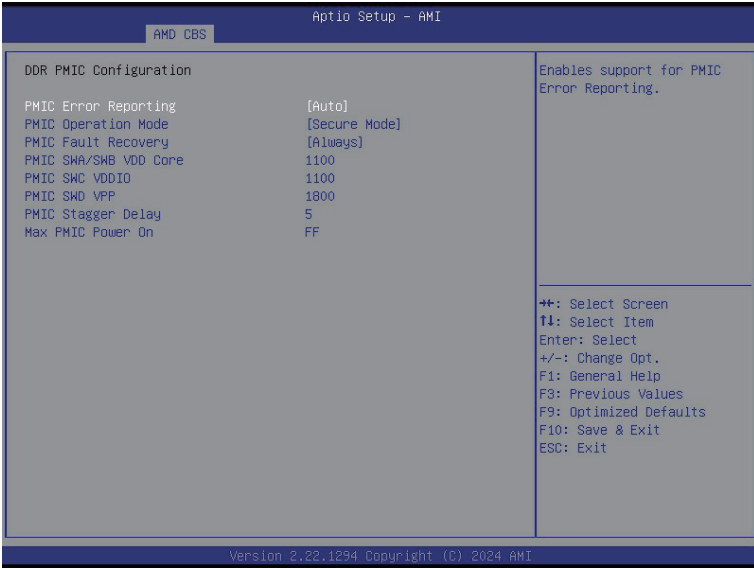 Aptio Setup – AMI
AMD CBS
DDR PMIC Configuration
PMIC Error Reporting [Auto]
PMIC Operation Mode [Secure Mode]
PMIC Fault Recovery [Always]
PMIC SWA/SWB VDD Core 1100
PMIC SWC VDDIO 1100
PMIC SWD VPP 1800
PMIC Stagger Delay 5
Max PMIC Power On FF
Enables support for PMIC
Error Reporting.
→←: Select Screen
↑↓: Select Item
Enter: Select
+/-: Change Opt.
F1: General Help
F3: Previous Values
F9: Optimized Defaults
F10: Save & Exit
ESC: Exit
Version 2.22.1294 Copyright (C) 2024 AMI